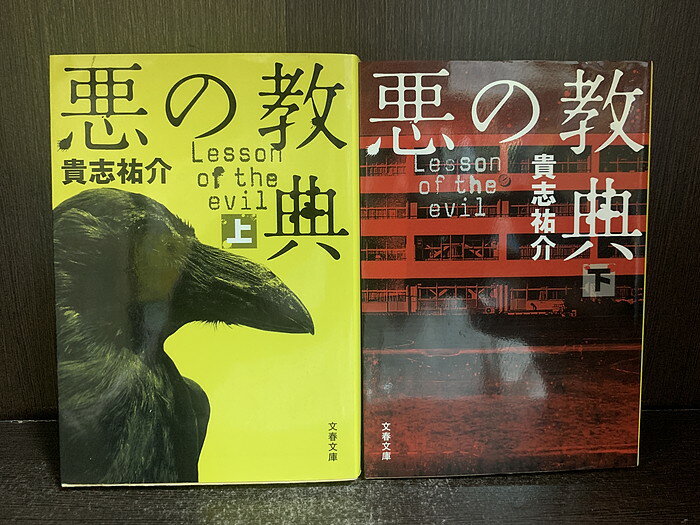 悪の教典
Lesson
of the
evil
貴志祐介
上
文春文庫
悪の教典
Lesson
of the
evil
貴志祐介
下
文春文庫